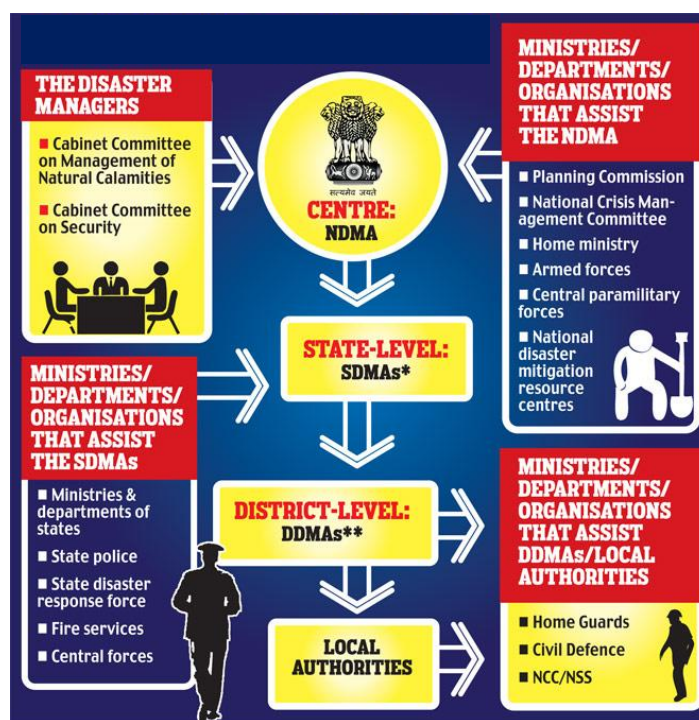 THE DISASTER
MANAGERS
■ Cabinet Committee
on Management of
Natural Calamities
■ Cabinet Committee
on Security
सत्यमेव जयते
CENTRE:
NDMA
MINISTRIES/
DEPARTMENTS/
ORGANISATIONS
THAT ASSIST
THE NDMA
■ Planning Commission
■ National Crisis Man-
agement Committee
■ Home ministry
■ Armed forces
■ Central paramilitary
forces
■ National
disaster
mitigation
resource
centres
STATE-LEVEL:
SDMAs*
MINISTRIES/
DEPARTMENTS/
ORGANISATIONS
THAT ASSIST
THE SDMAs
■ Ministries &
departments of
states
■ State police
■ State disaster
response force
■ Fire services
■ Central forces
DISTRICT-LEVEL:
DDMAs**
LOCAL
AUTHORITIES
MINISTRIES/
DEPARTMENTS/
ORGANISATIONS
THAT ASSIST
DDMAs/LOCAL
AUTHORITIES
■ Home Guards
■ Civil Defence
■ NCC/NSS